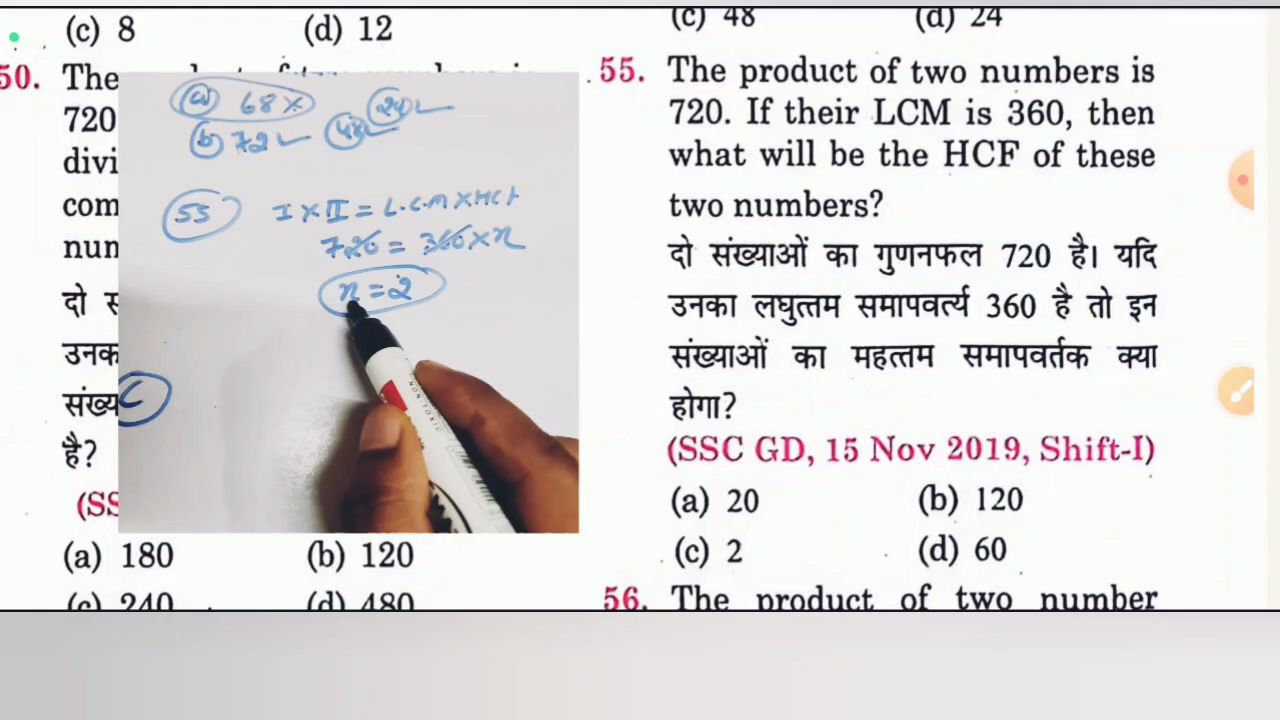 (c) 8 (d) 12
50. The
720
divi
com
num
दो स
उनक
संख्य
है?
(SS
(a) 180 (b) 120
(c) 240 (d) 480
(a) 68 ×
24 ✓
(b) 72 ✓ 48 ✓
55 I × II = L.C.M × HCF
720 = 360 × x
x = 2
C
NON TOXIC
(c) 48 (d) 24
55. The product of two numbers is
720. If their LCM is 360, then
what will be the HCF of these
two numbers?
दो संख्याओं का गुणनफल 720 है। यदि
उनका लघुत्तम समापवर्त्य 360 है तो इन
संख्याओं का महत्तम समापवर्तक क्या
होगा?
(SSC GD, 15 Nov 2019, Shift-I)
(a) 20 (b) 120
(c) 2 (d) 60
56. The product of two number